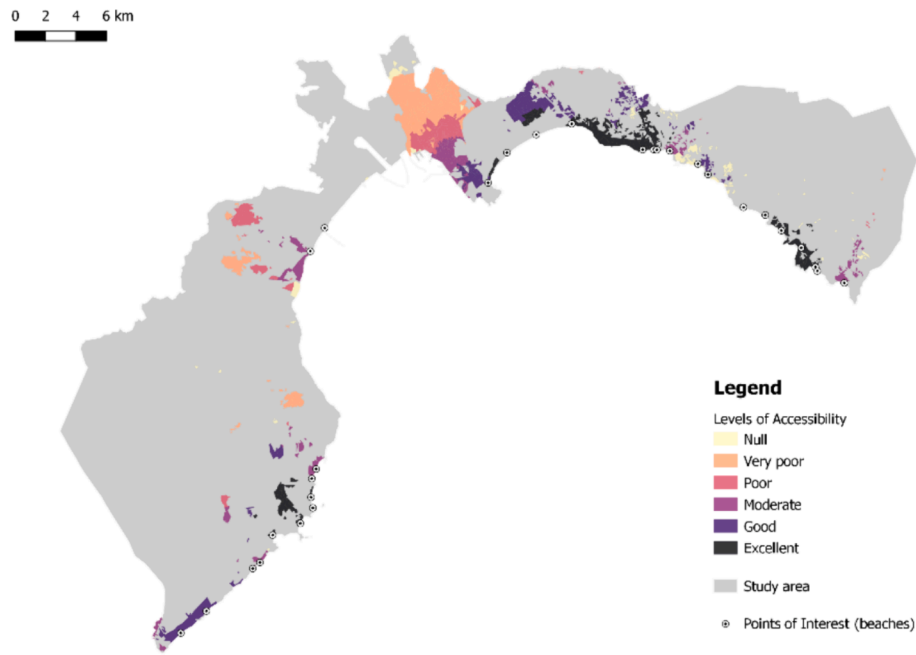 0 2 4 6 km
Legend
Levels of Accessibility
Null
Very poor
Poor
Moderate
Good
Excellent
Study area
Points of Interest (beaches)